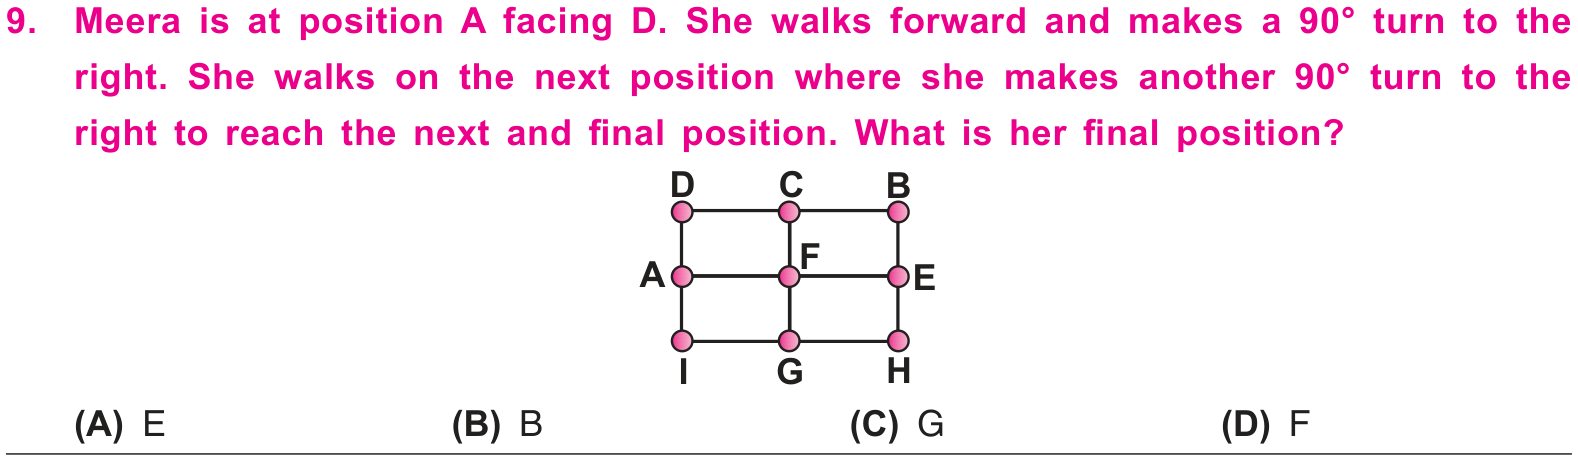 9. Meera is at position A facing D. She walks forward and makes a 90° turn to the
right. She walks on the next position where she makes another 90° turn to the
right to reach the next and final position. What is her final position?
D C B
F
A E
I G H
(A) E (B) B (C) G (D) F